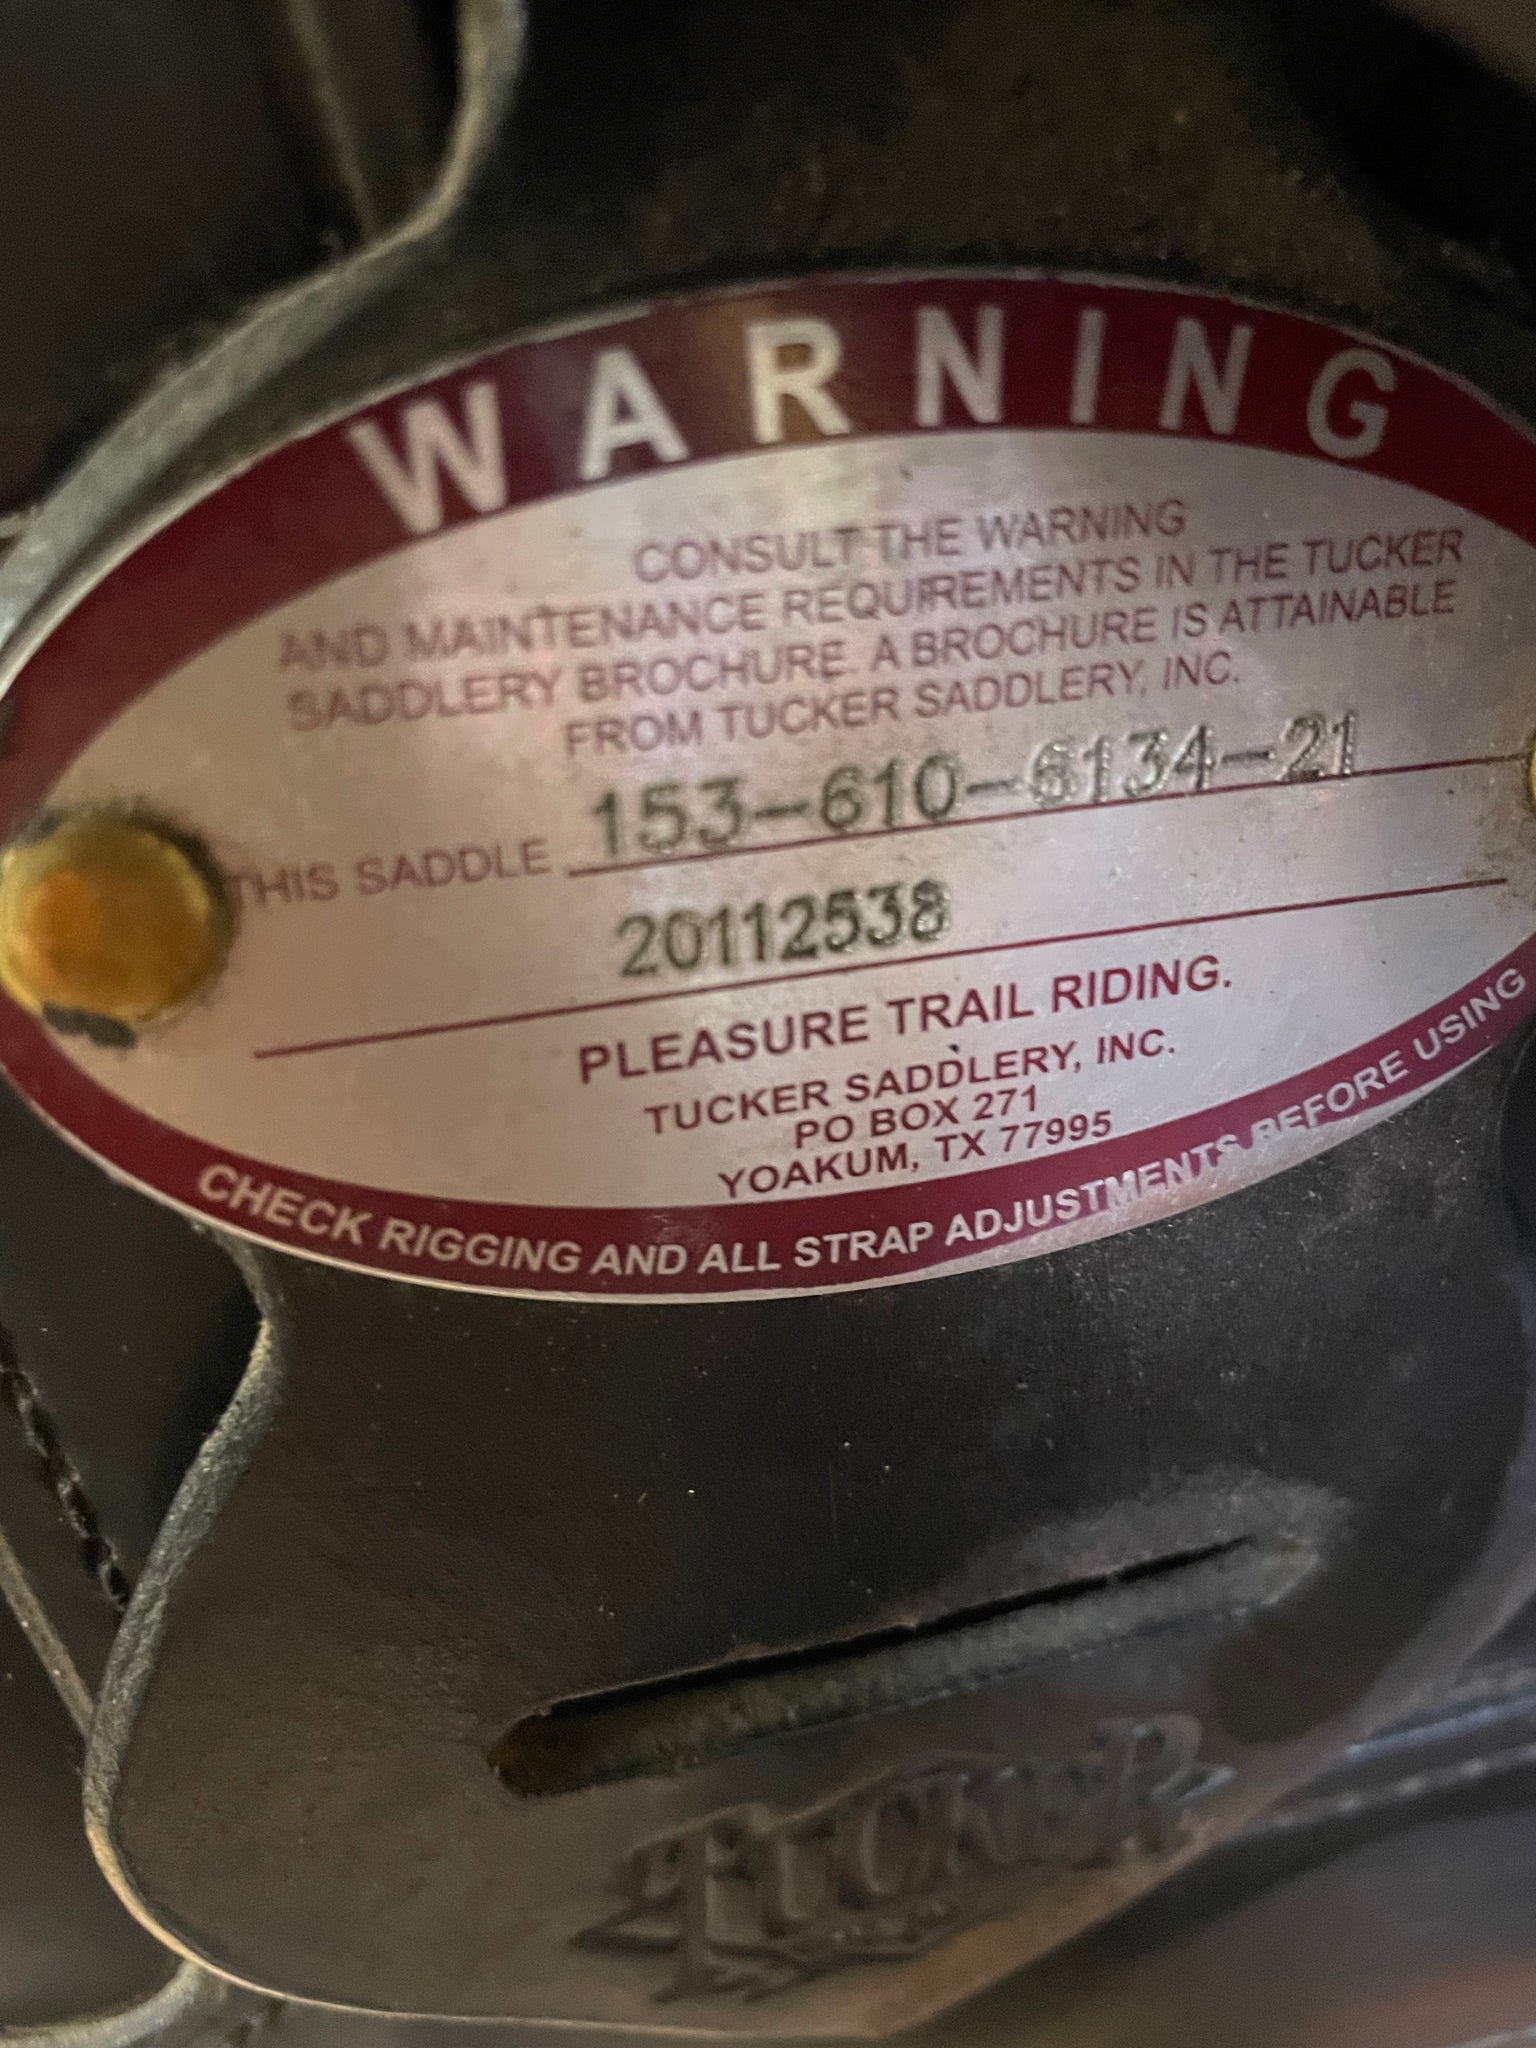 WARNING
CONSULT THE WARNING
AND MAINTENANCE REQUIREMENTS IN THE TUCKER
SADDLERY BROCHURE. A BROCHURE IS ATTAINABLE
FROM TUCKER SADDLERY, INC.
THIS SADDLE 153-610-6134-21
20112538
PLEASURE TRAIL RIDING.
TUCKER SADDLERY, INC.
PO BOX 271
YOAKUM, TX 77995
CHECK RIGGING AND ALL STRAP ADJUSTMENTS BEFORE USING
TUCKER